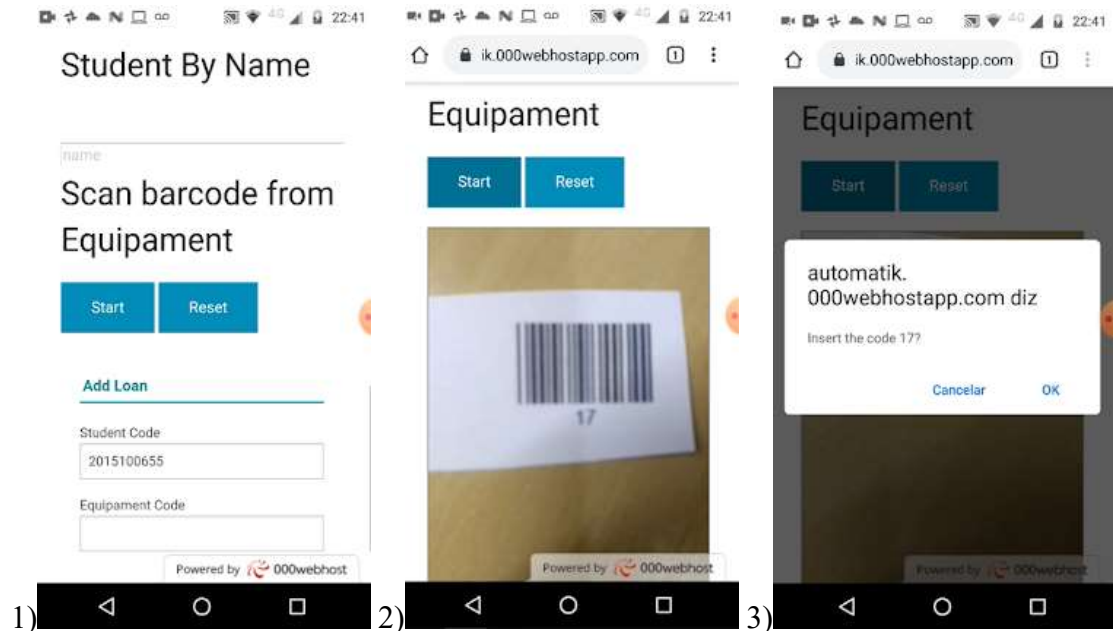 22:41
Student By Name
name
Scan barcode from
Equipament
Start Reset
Add Loan
Student Code
2015100655
Equipament Code
Powered by 000webhost
1)
4G 22:41
ik.000webhostapp.com 1
Equipament
Start Reset
17
Powered by 000webhost
2)
4G 22:41
ik.000webhostapp.com 1
Equipament
Start Reset
automatik.
000webhostapp.com diz
Insert the code 17?
Cancelar OK
Powered by 000webhost
3)